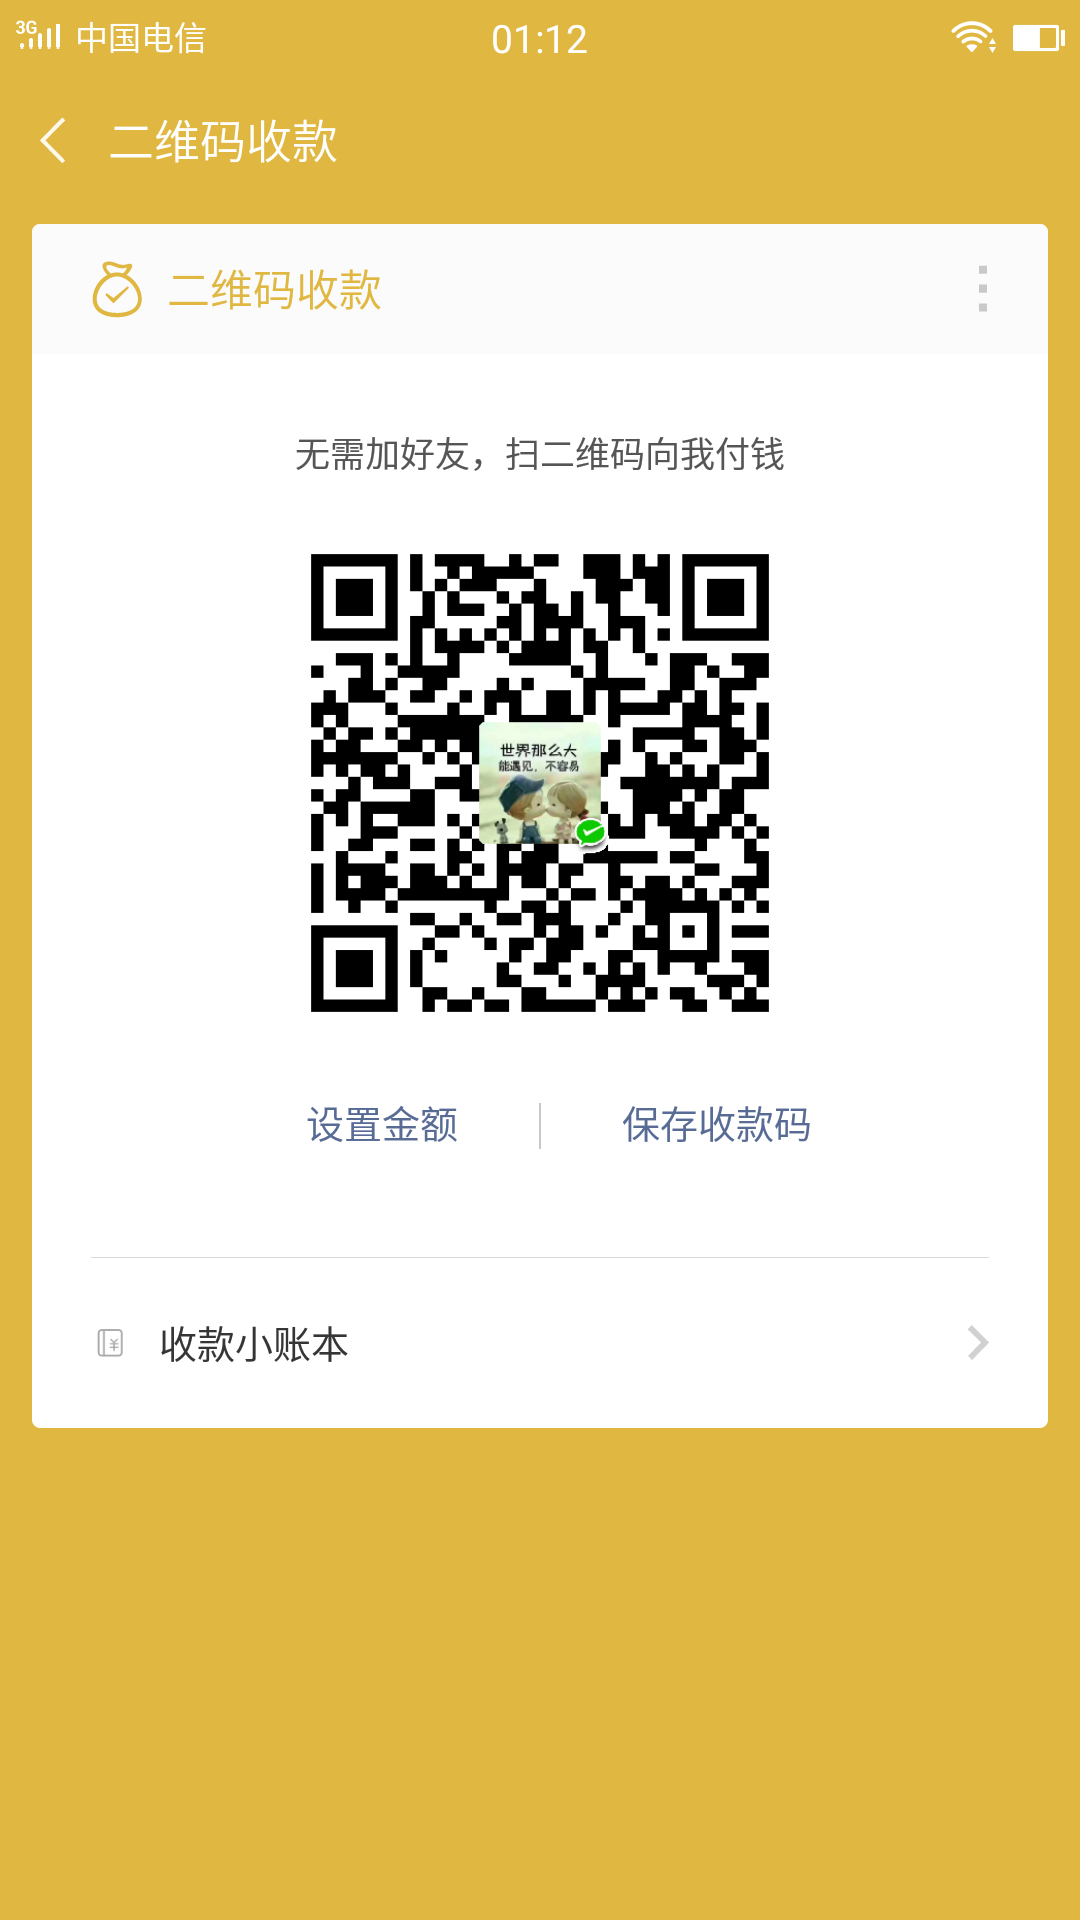 3G 中国电信 01:12
二维码收款
二维码收款
无需加好友，扫二维码向我付钱
世界那么大
能遇见，不容易
设置金额 保存收款码
收款小账本